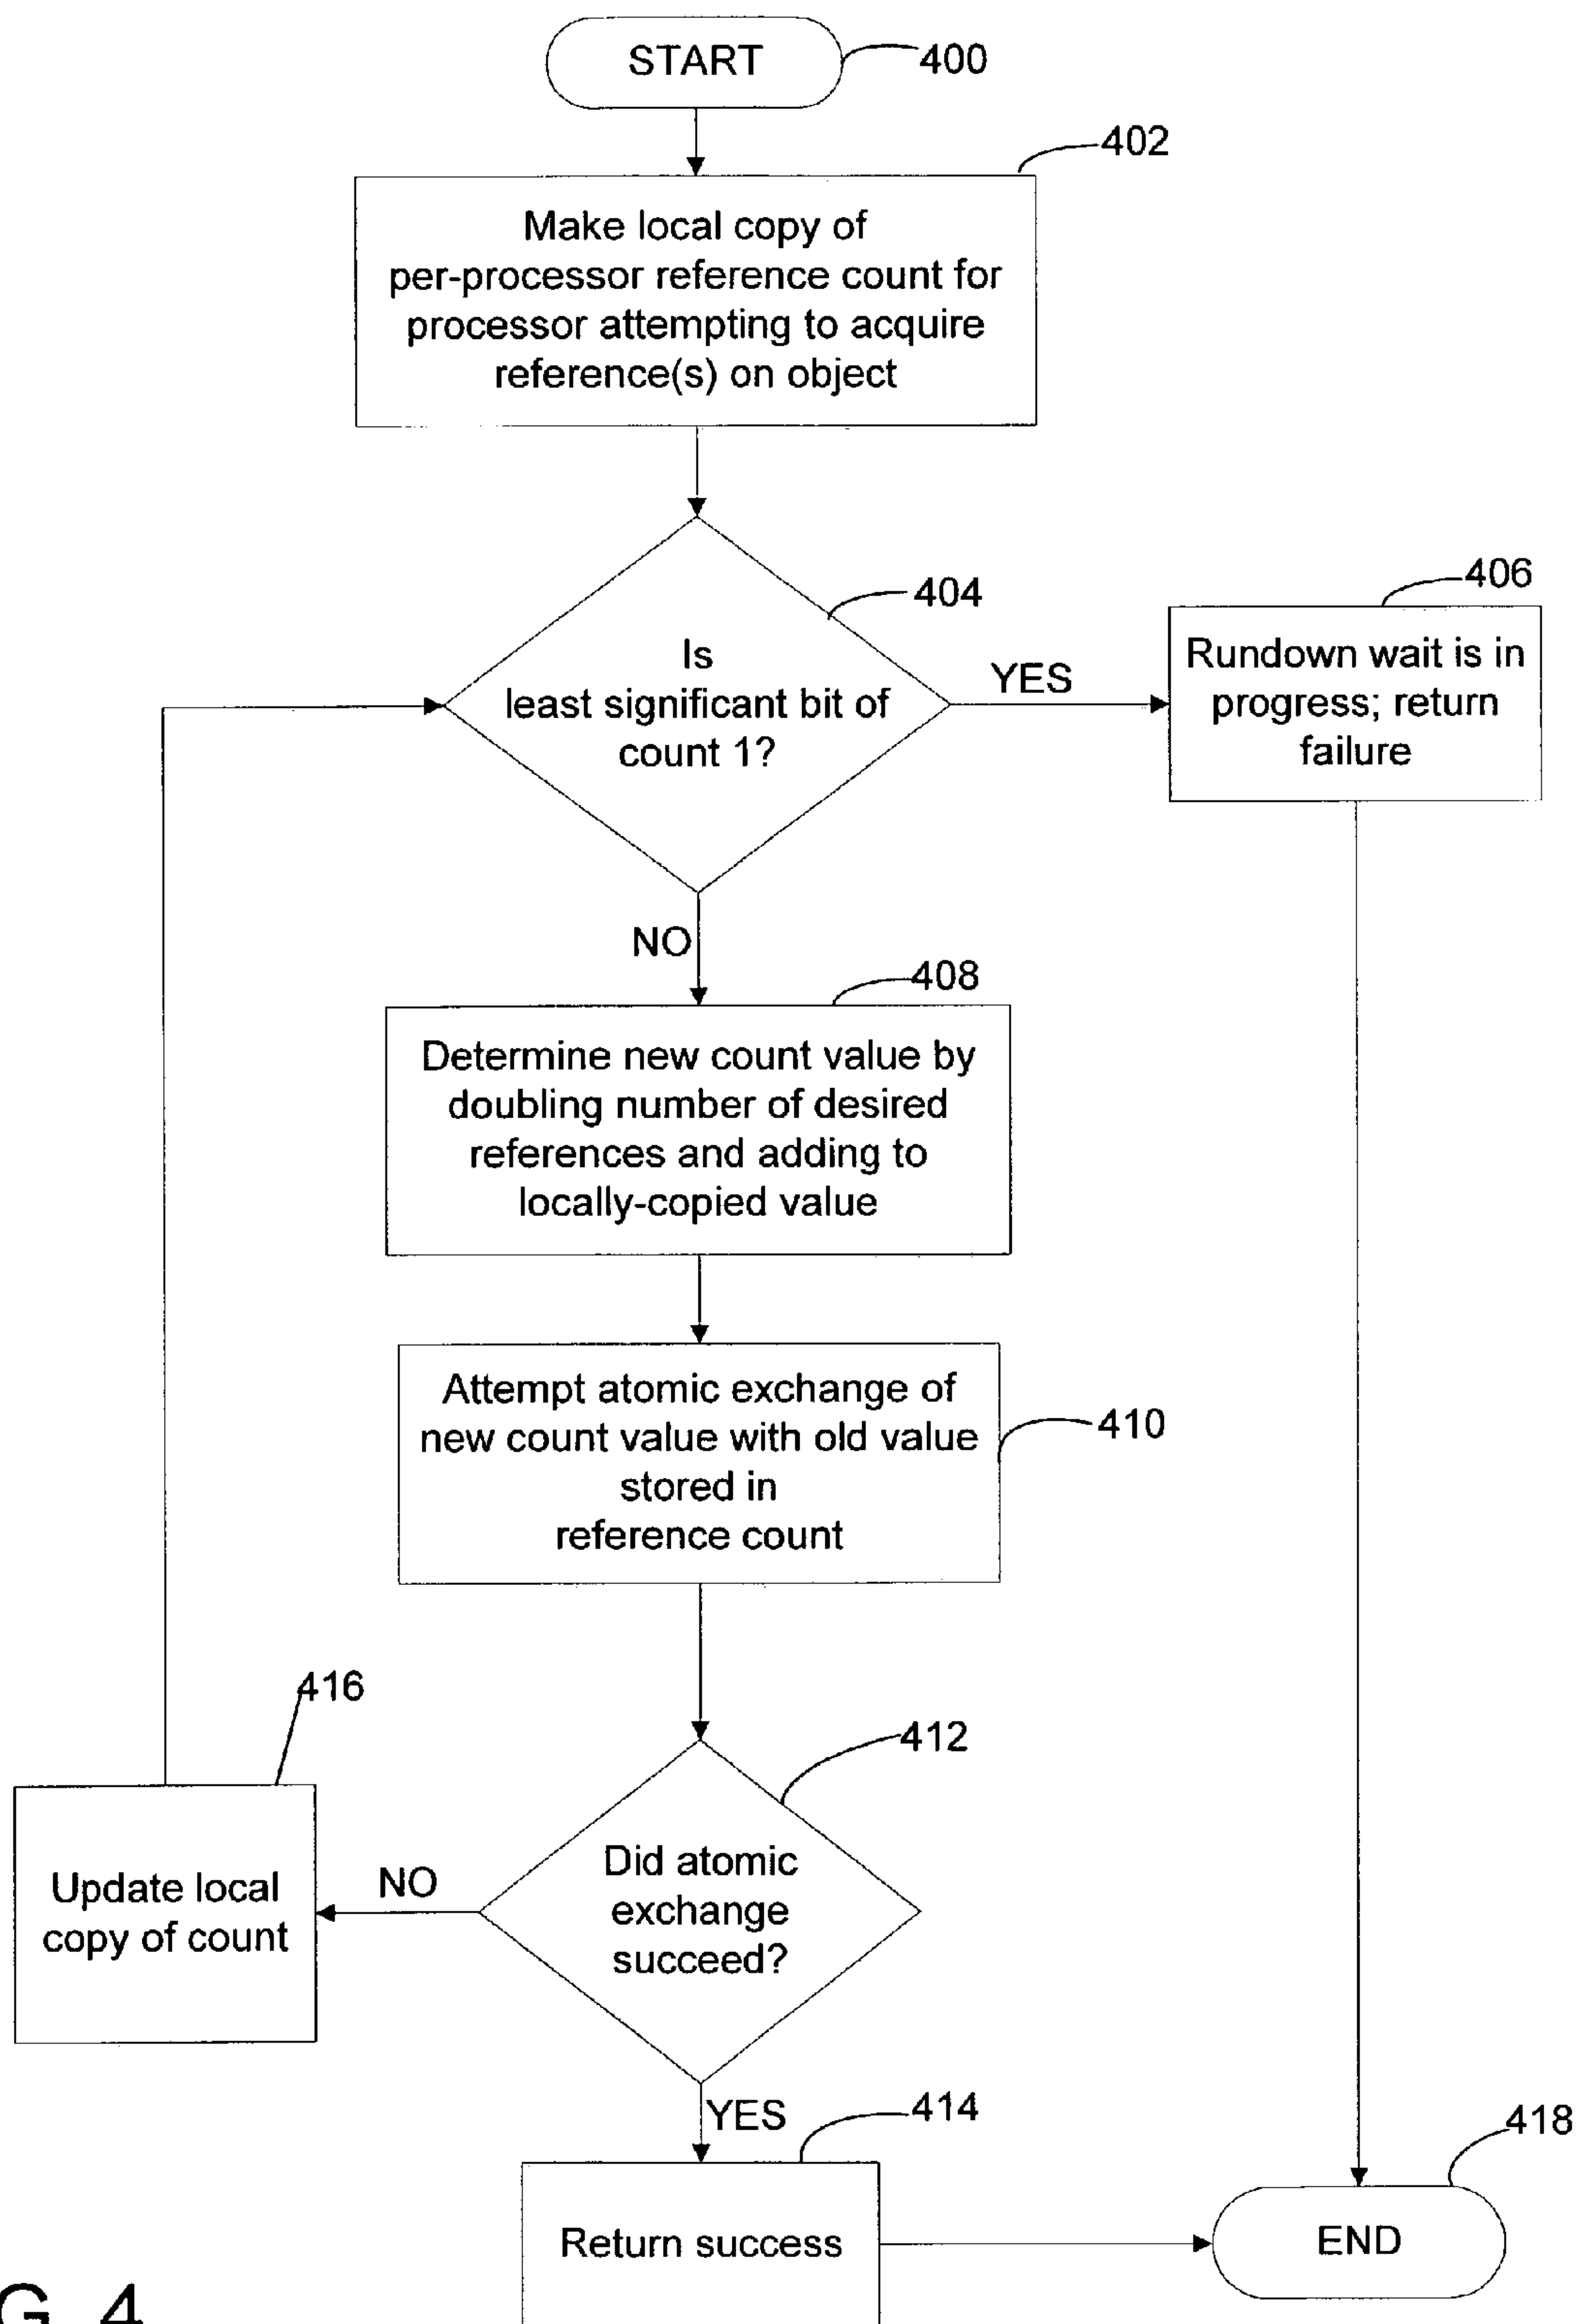 START
400
402
Make local copy of
per-processor reference count for
processor attempting to acquire
reference(s) on object
404
Is
least significant bit of
count 1?
YES
406
Rundown wait is in
progress; return
failure
NO
408
Determine new count value by
doubling number of desired
references and adding to
locally-copied value
Attempt atomic exchange of
new count value with old value
stored in
reference count
410
416
412
Did atomic
exchange
succeed?
NO
Update local
copy of count
YES
414
418
Return success
END
G. 4